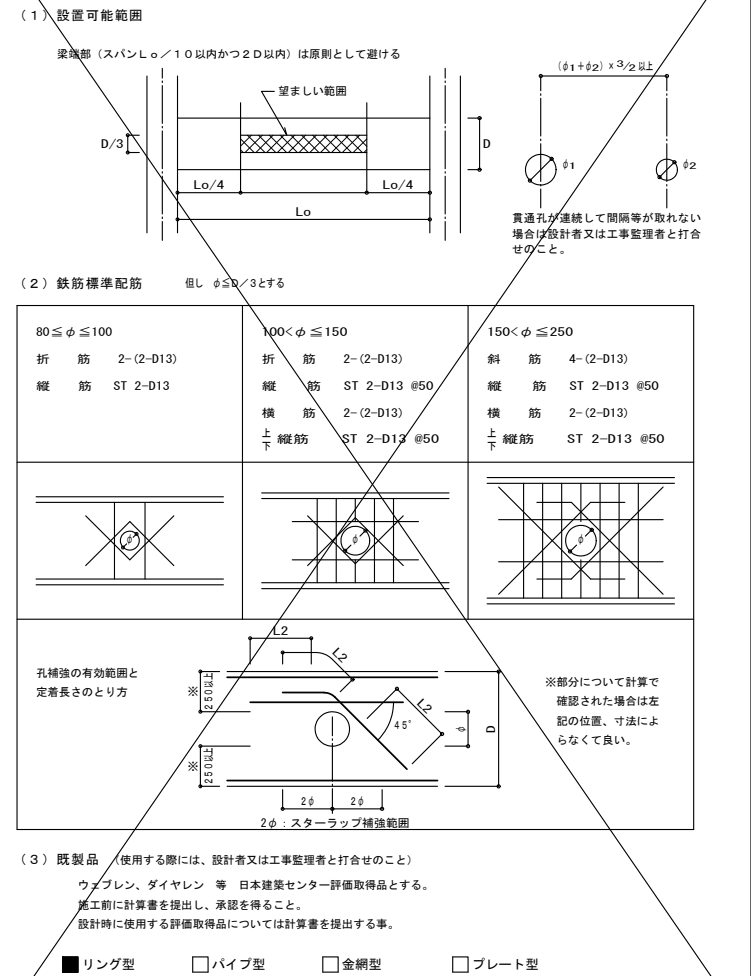 （１）設置可能範囲
梁端部（スパンＬｏ／１０以内かつ２Ｄ以内）は原則として避ける
(φ1+φ2) × 3/2 以上
望ましい範囲
D/3
D
φ1
φ2
Lo/4
Lo/4
Lo
貫通孔が連続して間隔等が取れない
場合は設計者又は工事監理者と打合
せのこと。
（２）鉄筋標準配筋 但し φ≦D／3とする
80≦φ≦100
折 筋 2-(2-D13)
縦 筋 ST 2-D13
100<φ≦150
折 筋 2-(2-D13)
縦 筋 ST 2-D13 @50
横 筋 2-(2-D13)
上下 縦筋 ST 2-D13 @50
150<φ≦250
斜 筋 4-(2-D13)
縦 筋 ST 2-D13 @50
横 筋 2-(2-D13)
上下 縦筋 ST 2-D13 @50
φ
φ
φ
孔補強の有効範囲と
定着長さのとり方
L2
L2
L2
※
250以上
※
250以上
45°
φ
D
2φ
2φ
2φ：スターラップ補強範囲
※部分について計算で
確認された場合は左
記の位置、寸法によ
らなくて良い。
（３）既製品 （使用する際には、設計者又は工事監理者と打合せのこと）
ウェブレン、ダイヤレン 等 日本建築センター評価取得品とする。
施工前に計算書を提出し、承認を得ること。
設計時に使用する評価取得品については計算書を提出する事。
■リング型 □パイプ型 □金網型 □プレート型